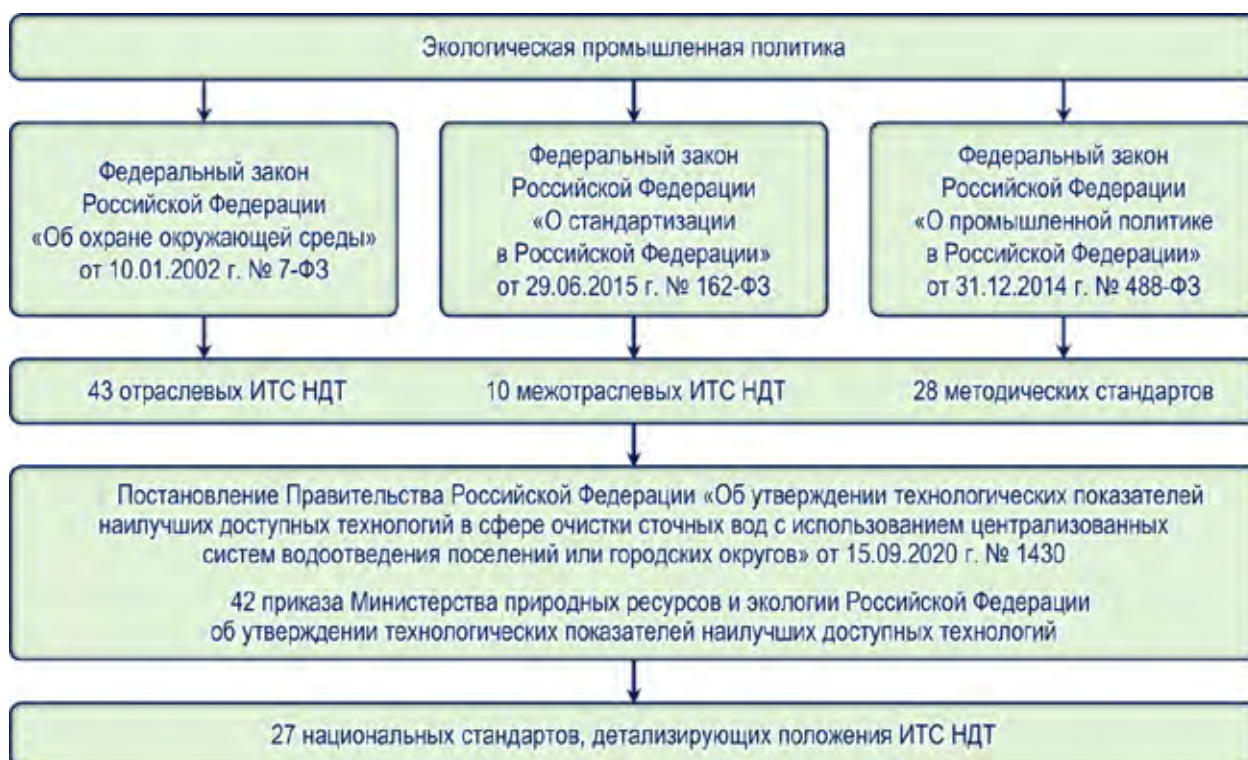 Экологическая промышленная политика
Федеральный закон
Российской Федерации
«Об охране окружающей среды»
от 10.01.2002 г. № 7-ФЗ
Федеральный закон
Российской Федерации
«О стандартизации
в Российской Федерации»
от 29.06.2015 г. № 162-ФЗ
Федеральный закон
Российской Федерации
«О промышленной политике
в Российской Федерации»
от 31.12.2014 г. № 488-ФЗ
43 отраслевых ИТС НДТ
10 межотраслевых ИТС НДТ
28 методических стандартов
Постановление Правительства Российской Федерации «Об утверждении технологических показателей
наилучших доступных технологий в сфере очистки сточных вод с использованием централизованных
систем водоотведения поселений или городских округов» от 15.09.2020 г. № 1430
42 приказа Министерства природных ресурсов и экологии Российской Федерации
об утверждении технологических показателей наилучших доступных технологий
27 национальных стандартов, детализирующих положения ИТС НДТ